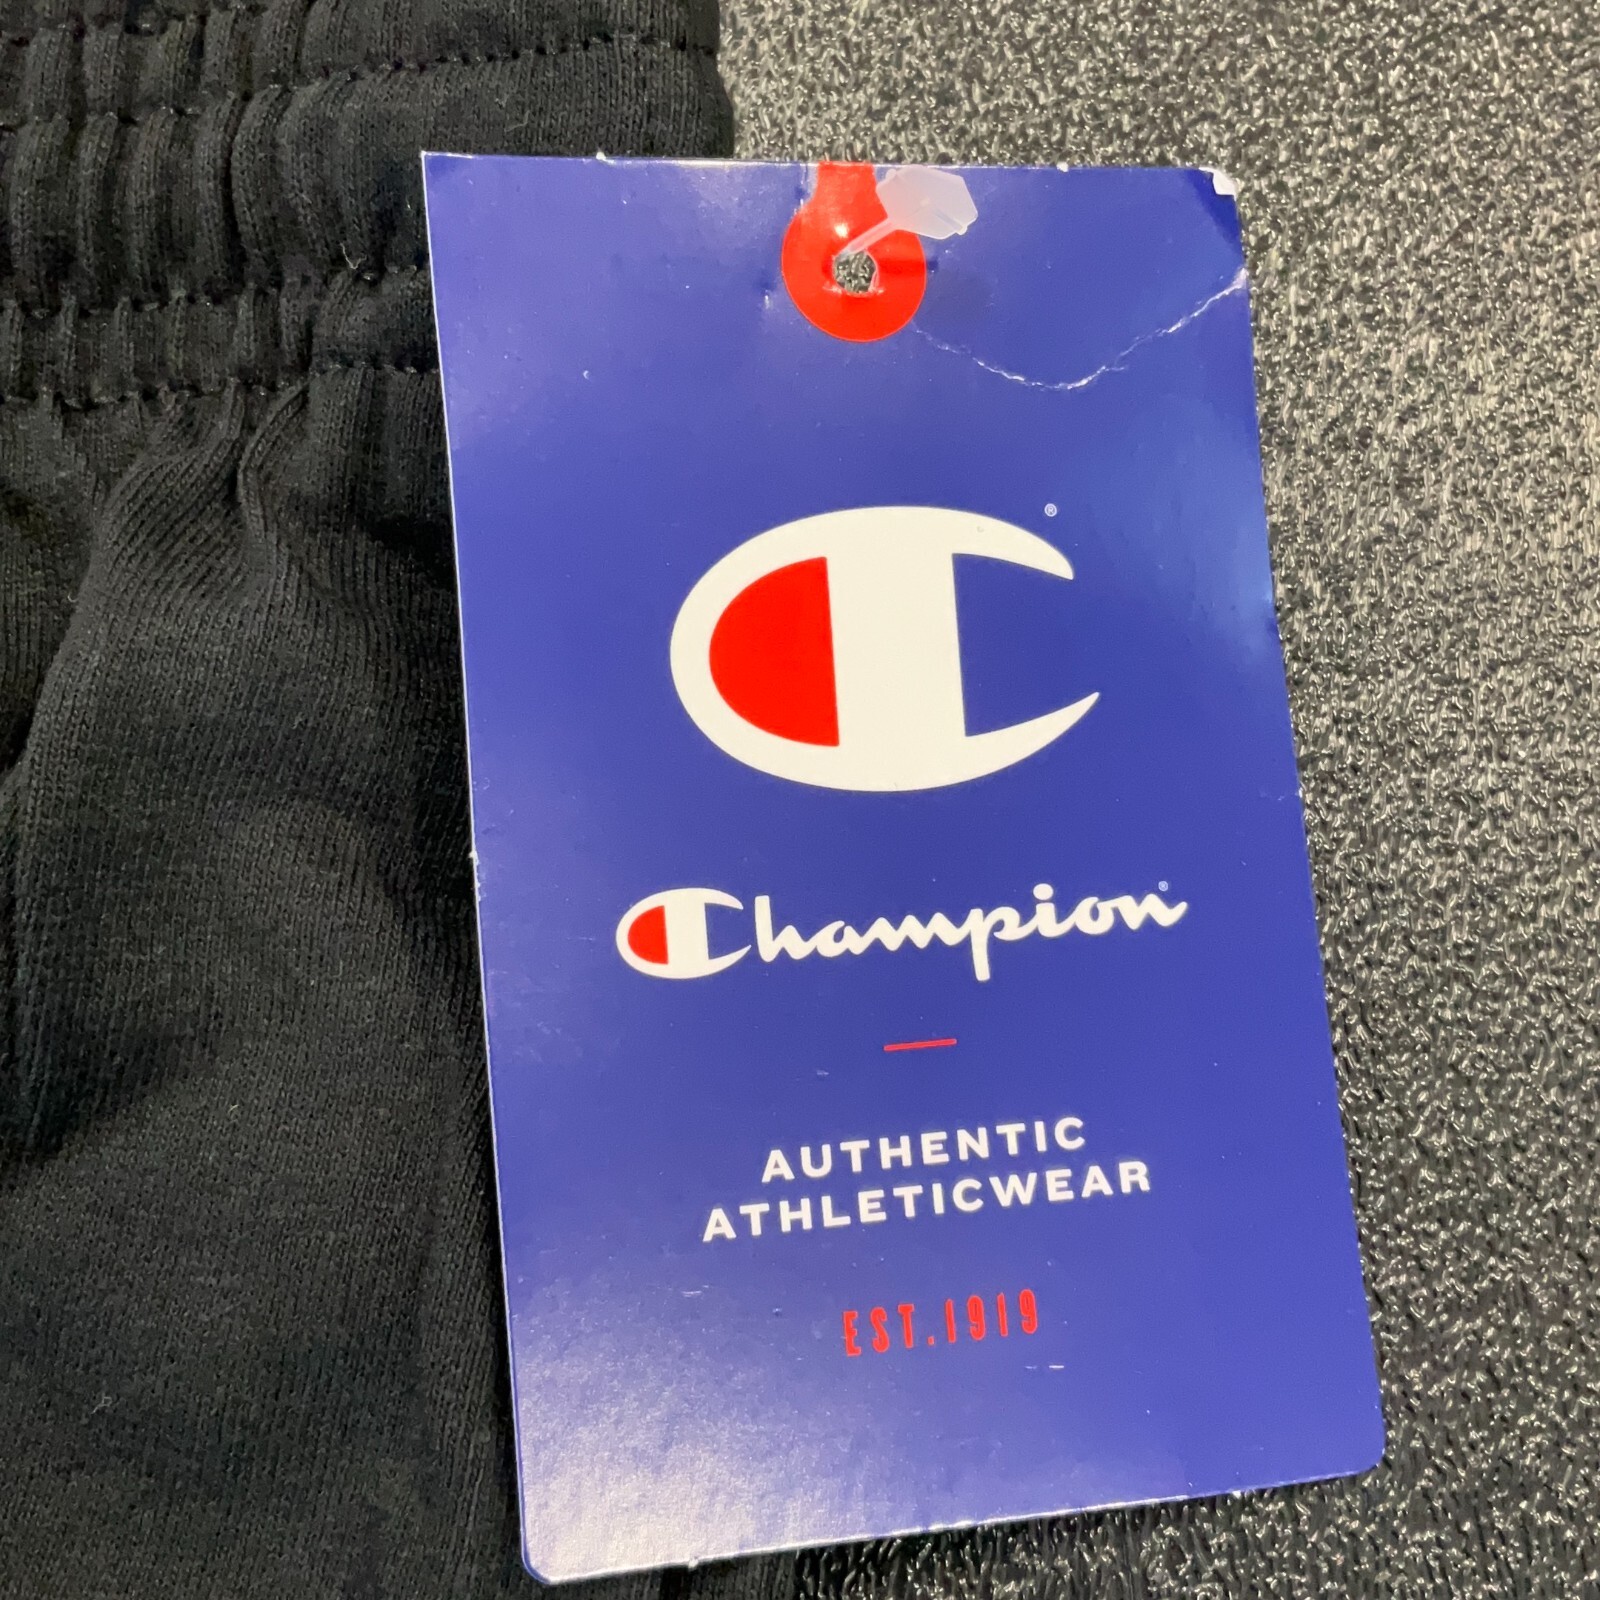 ®
Champion®
AUTHENTIC
ATHLETICWEAR
EST.1919